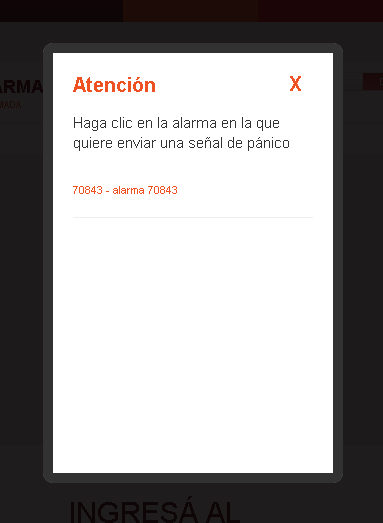 Atención X
ARMA
Haga clic en la alarma en la que
quiere enviar una señal de pánico
70843 - alarma 70843
INGRESÁ AL